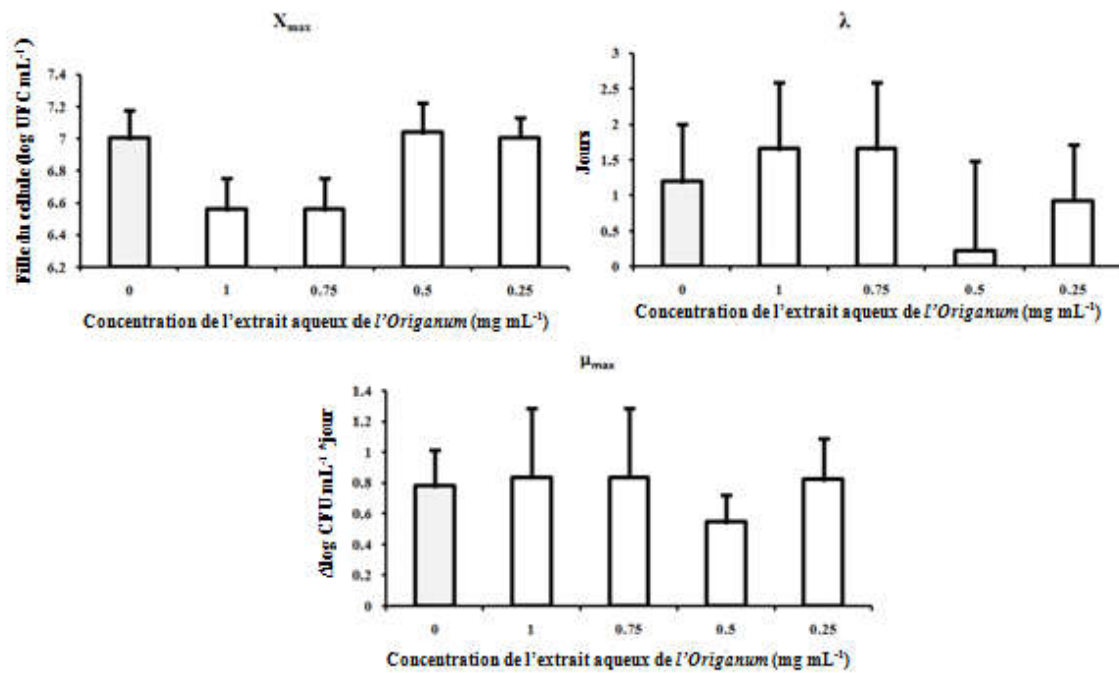 Xmax
Fille du cellule (log UFC mL⁻¹)
7.4
7.2
7
6.8
6.6
6.4
6.2
0 1 0.75 0.5 0.25
Concentration de l’extrait aqueux de l’Origanum (mg mL⁻¹)
λ
Jours
3
2.5
2
1.5
1
0.5
0
0 1 0.75 0.5 0.25
Concentration de l’extrait aqueux de l’Origanum (mg mL⁻¹)
μmax
Δlog CFU mL⁻¹ *jour
1.4
1.2
1
0.8
0.6
0.4
0.2
0
0 1 0.75 0.5 0.25
Concentration de l’extrait aqueux de l’Origanum (mg mL⁻¹)